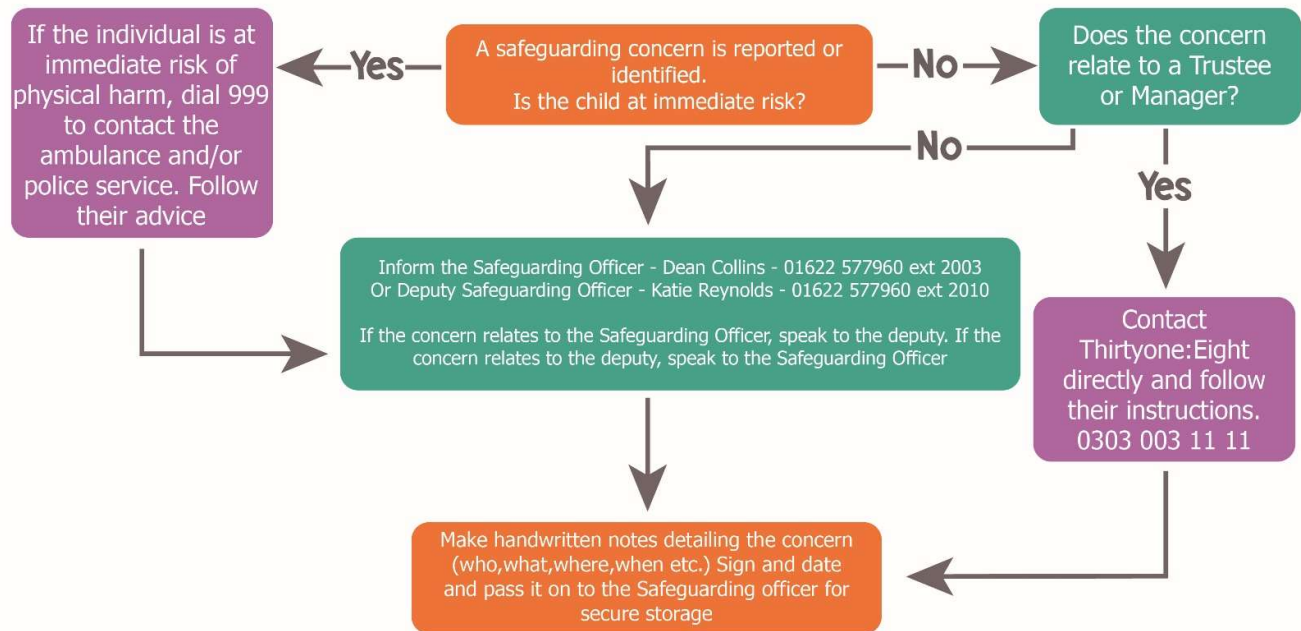 If the individual is at
immediate risk of
physical harm, dial 999
to contact the
ambulance and/or
police service. Follow
their advice
Yes
A safeguarding concern is reported or
identified.
Is the child at immediate risk?
No
Does the concern
relate to a Trustee
or Manager?
No
Yes
Inform the Safeguarding Officer - Dean Collins - 01622 577960 ext 2003
Or Deputy Safeguarding Officer - Katie Reynolds - 01622 577960 ext 2010
If the concern relates to the Safeguarding Officer, speak to the deputy. If the
concern relates to the deputy, speak to the Safeguarding Officer
Contact
Thirtyone:Eight
directly and follow
their instructions.
0303 003 11 11
Make handwritten notes detailing the concern
(who,what,where,when etc.) Sign and date
and pass it on to the Safeguarding officer for
secure storage